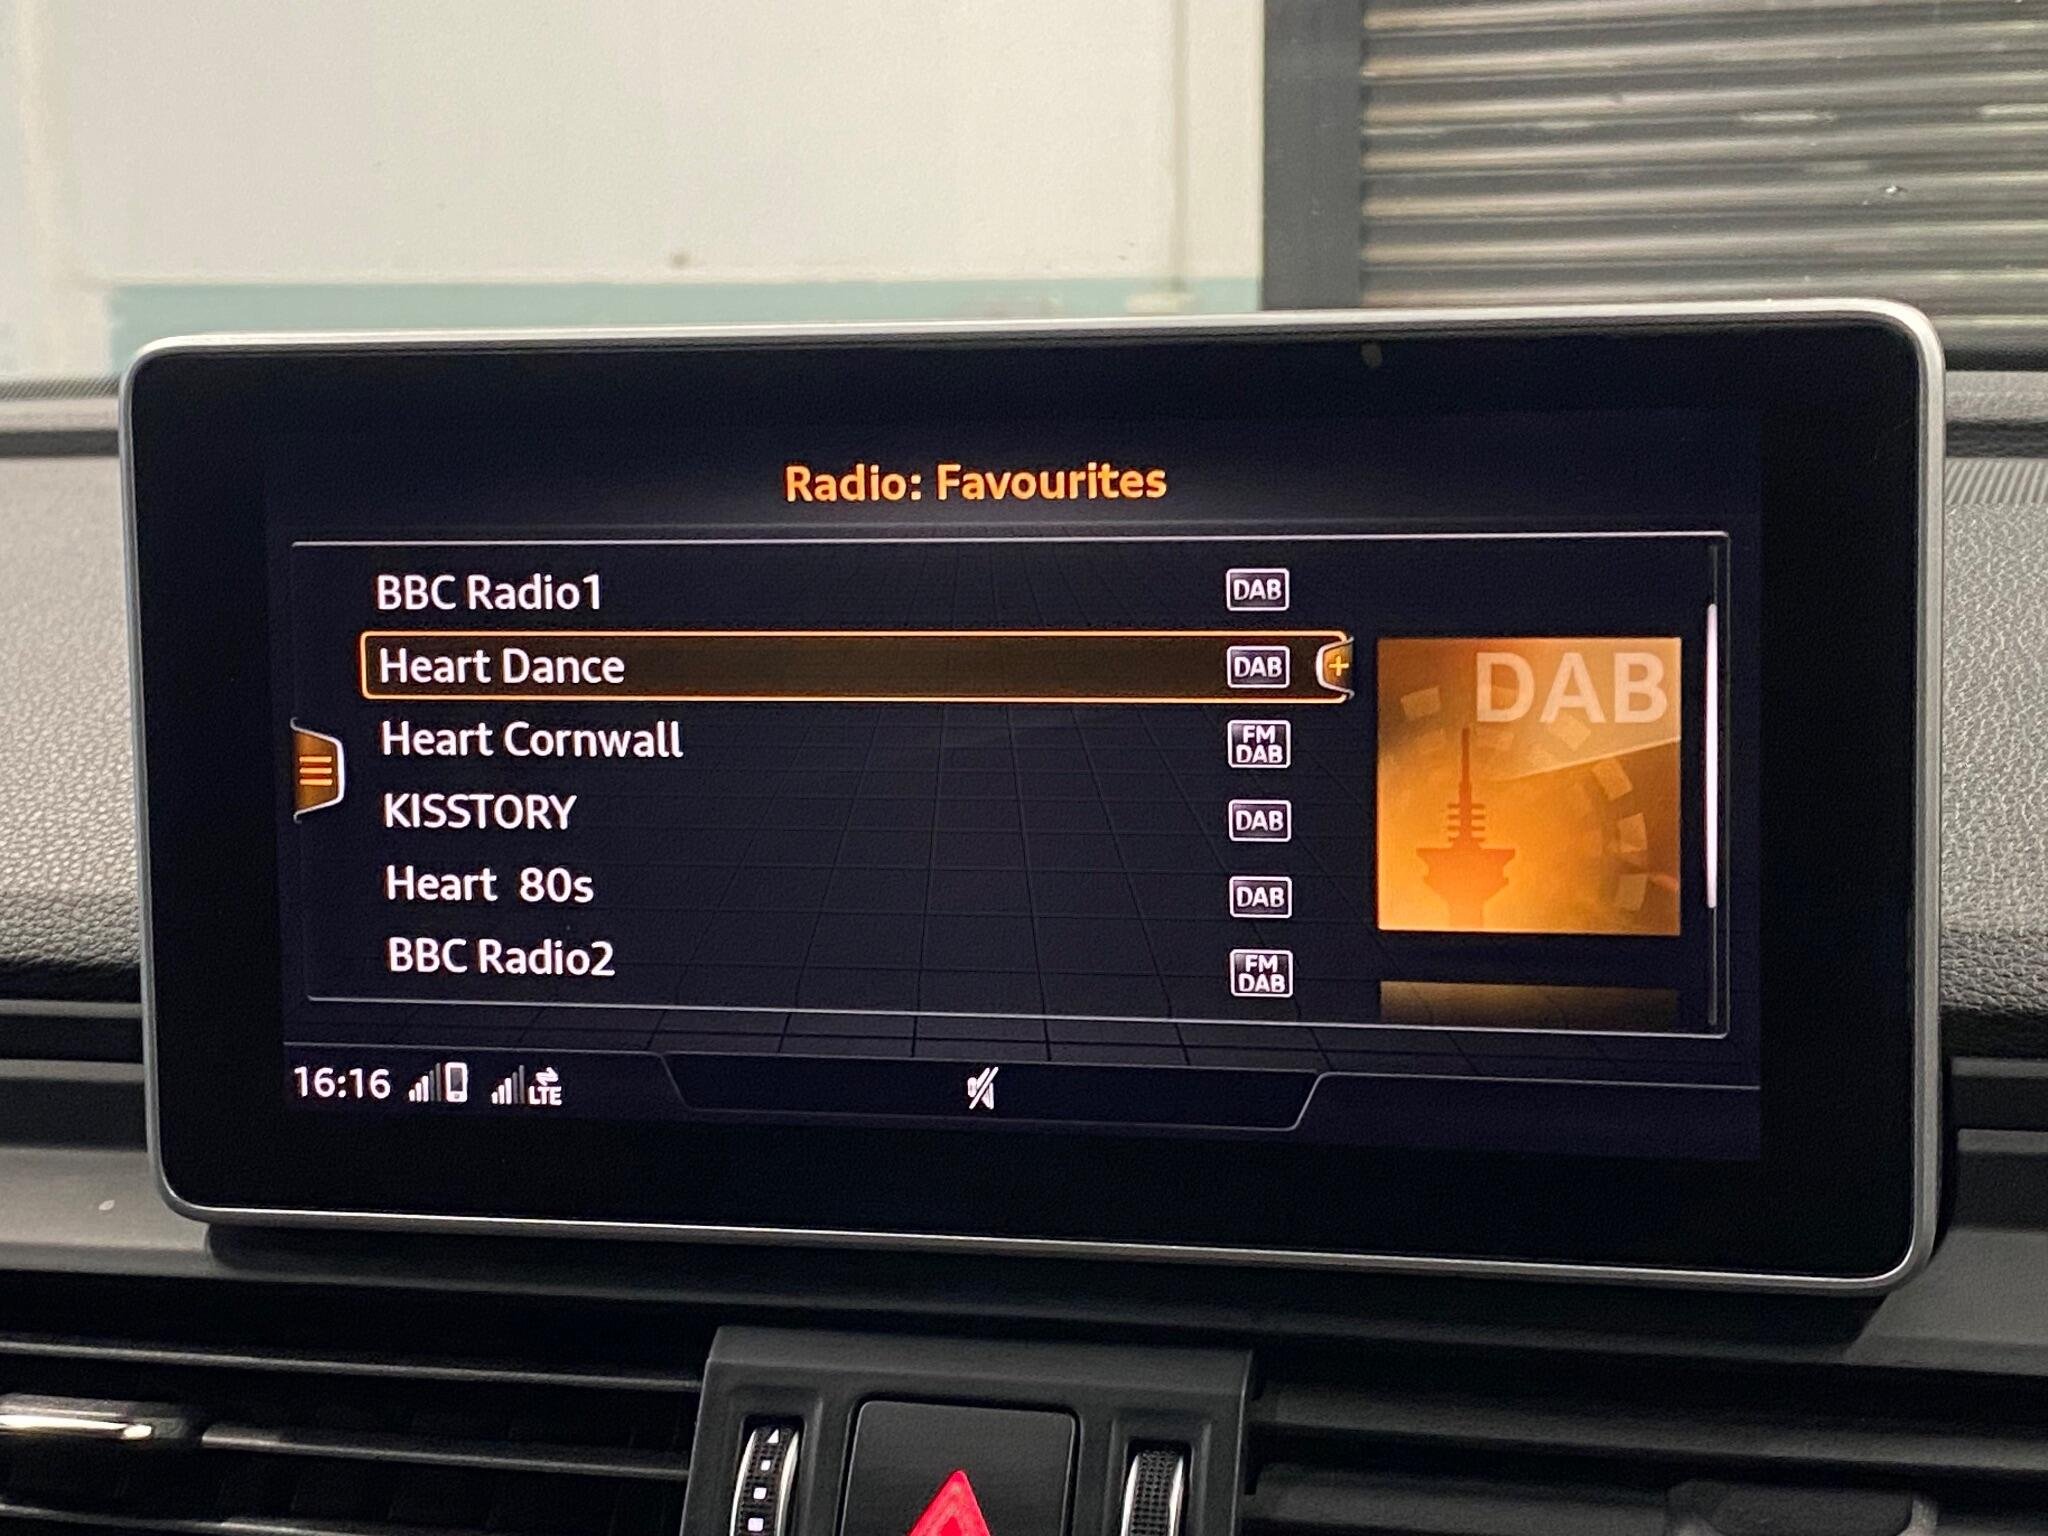 Radio: Favourites
BBC Radio1 DAB
Heart Dance DAB +
DAB
Heart Cornwall FM DAB
KISSTORY DAB
Heart 80s DAB
BBC Radio2 FM DAB
16:16 LTE